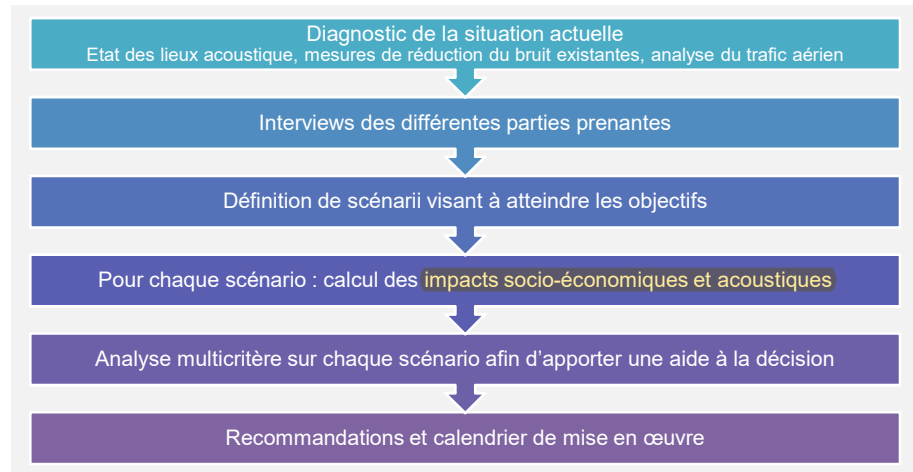 Diagnostic de la situation actuelle
Etat des lieux acoustique, mesures de réduction du bruit existantes, analyse du trafic aérien
Interviews des différentes parties prenantes
Définition de scénarii visant à atteindre les objectifs
Pour chaque scénario : calcul des impacts socio-économiques et acoustiques
Analyse multicritère sur chaque scénario afin d’apporter une aide à la décision
Recommandations et calendrier de mise en œuvre